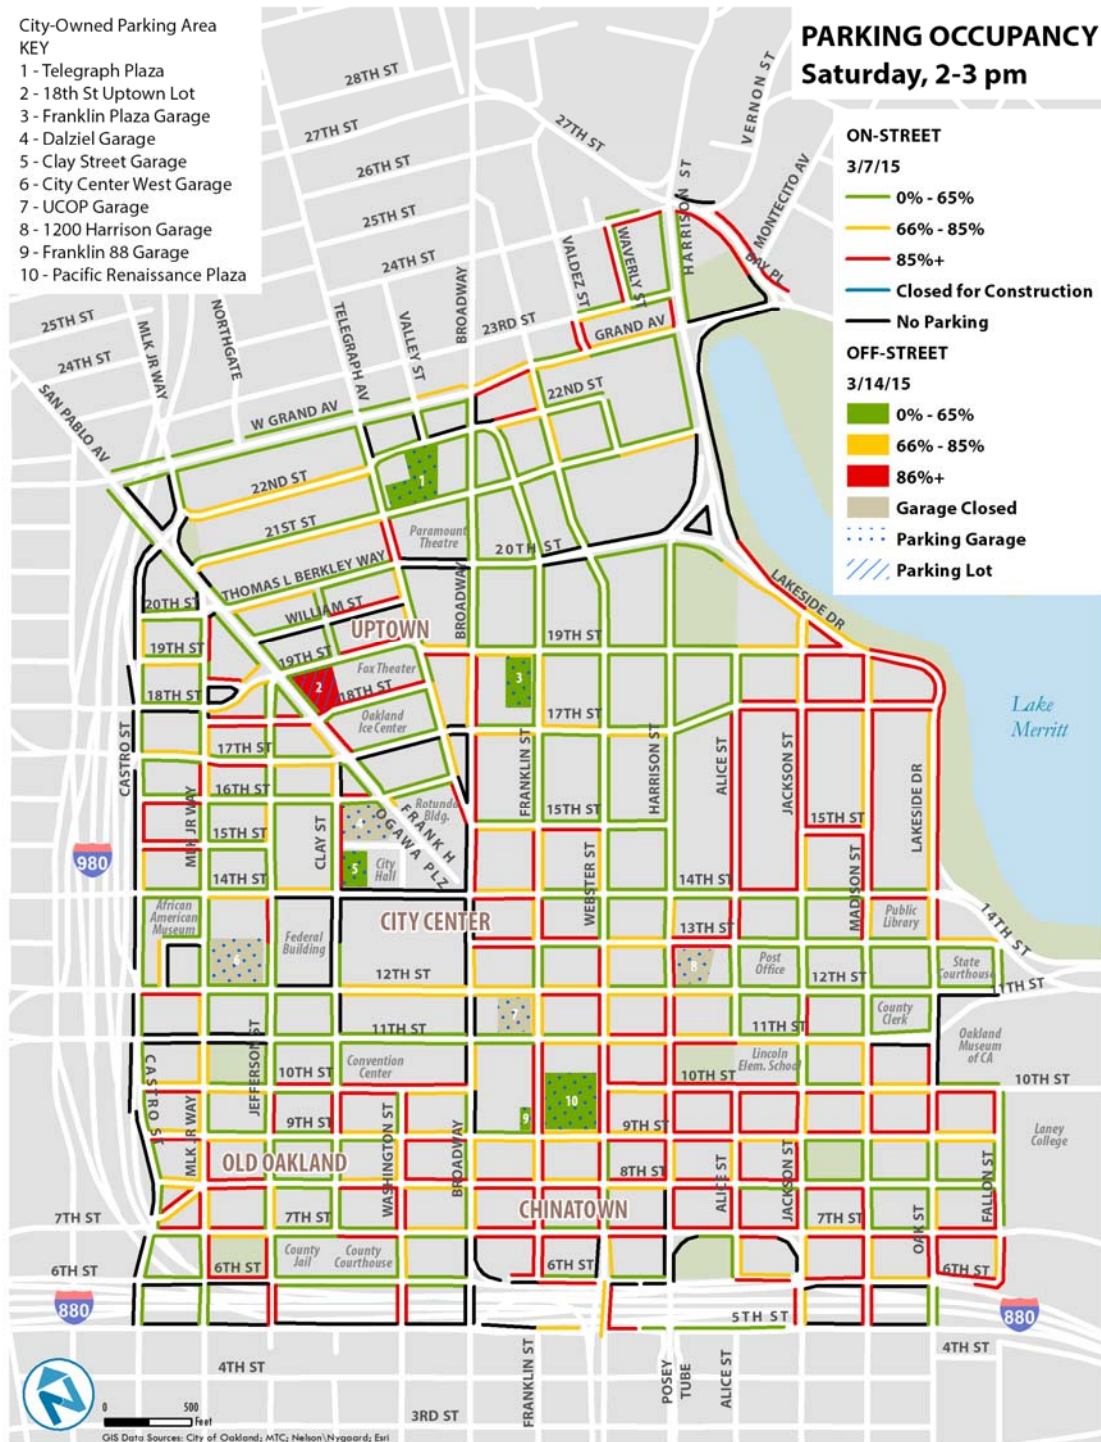 City-Owned Parking Area
KEY
1 - Telegraph Plaza
2 - 18th St Uptown Lot
3 - Franklin Plaza Garage
4 - Dalziel Garage
5 - Clay Street Garage
6 - City Center West Garage
7 - UCOP Garage
8 - 1200 Harrison Garage
9 - Franklin 88 Garage
10 - Pacific Renaissance Plaza
PARKING OCCUPANCY
Saturday, 2-3 pm
ON-STREET
3/7/15
0% - 65%
66% - 85%
85%+
Closed for Construction
No Parking
OFF-STREET
3/14/15
0% - 65%
66% - 85%
86%+
Garage Closed
Parking Garage
Parking Lot
28TH ST
27TH ST
27TH ST
VERNON ST
26TH ST
25TH ST
24TH ST
HARRISON ST
MONTECITO AV
BAY PL
WAVERLY ST
VALDEZ ST
BROADWAY
23RD ST
GRAND AV
VALLEY ST
TELEGRAPH AV
NORTHGATE
MLK JR WAY
25TH ST
24TH ST
SAN PABLO AV
W GRAND AV
22ND ST
22ND ST
1
21ST ST
Paramount
Theatre
20TH ST
THOMAS L BERKLEY WAY
LAKESIDE DR
WILLIAM ST
20TH ST
UPTOWN
BROADWAY
19TH ST
19TH ST
19TH ST
Fox Theater
18TH ST
2
18TH ST
3
Oakland
Ice Center
17TH ST
Lake
Merritt
17TH ST
CASTRO ST
FRANKLIN ST
HARRISON ST
ALICE ST
JACKSON ST
LAKESIDE DR
16TH ST
MLK JR WAY
Rotunda
Bldg.
15TH ST
15TH ST
15TH ST
CLAY ST
4
FRANK H
OGAWA PLZ
980
5
City
Hall
14TH ST
WEBSTER ST
14TH ST
MADISON ST
African
American
Museum
CITY CENTER
13TH ST
Public
Library
14TH ST
Federal
Building
6
8
Post
Office
12TH ST
12TH ST
State
Courthouse
11TH ST
7
11TH ST
11TH ST
County
Clerk
Oakland
Museum
of CA
JEFFERSON ST
Convention
Center
Lincoln
Elem. School
CASTRO ST
10TH ST
10TH ST
10TH ST
10
9
MLK JR WAY
9TH ST
WASHINGTON ST
BROADWAY
9TH ST
Laney
College
OLD OAKLAND
8TH ST
ALICE ST
JACKSON ST
FALLON ST
CHINATOWN
7TH ST
7TH ST
7TH ST
OAK ST
County
Jail
County
Courthouse
6TH ST
6TH ST
6TH ST
6TH ST
880
880
5TH ST
4TH ST
4TH ST
FRANKLIN ST
POSEY
TUBE
ALICE ST
3RD ST
0 500
Feet
GIS Data Sources: City of Oakland; MTC; Nelson\Nygaard; Esri